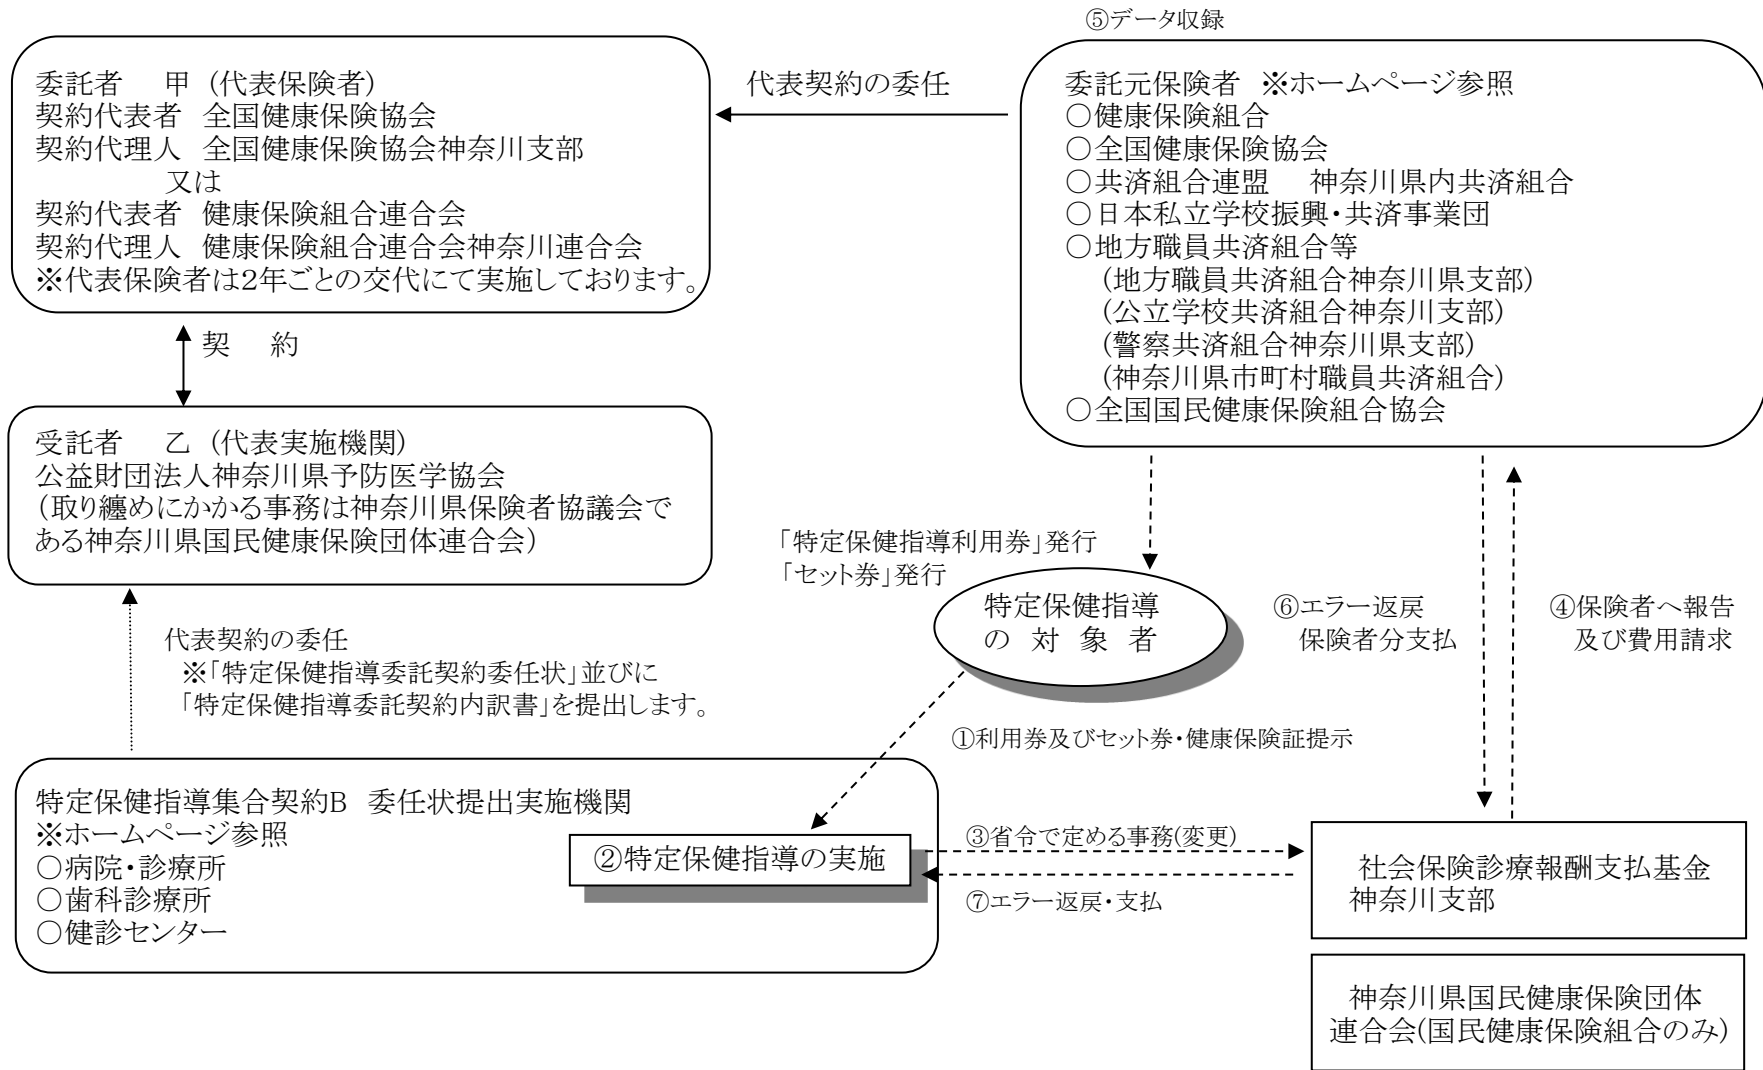 ⑤データ収録
委託者　甲 (代表保険者)
契約代表者　全国健康保険協会
契約代理人　全国健康保険協会神奈川支部
又は
契約代表者　健康保険組合連合会
契約代理人　健康保険組合連合会神奈川連合会
※代表保険者は2年ごとの交代にて実施しております。
代表契約の委任
委託元保険者　※ホームページ参照
○健康保険組合
○全国健康保険協会
○共済組合連盟　神奈川県内共済組合
○日本私立学校振興・共済事業団
○地方職員共済組合等
(地方職員共済組合神奈川県支部)
(公立学校共済組合神奈川支部)
(警察共済組合神奈川県支部)
(神奈川県市町村職員共済組合)
○全国国民健康保険組合協会
契　約
受託者　乙 (代表実施機関)
公益財団法人神奈川県予防医学協会
(取り纏めにかかる事務は神奈川県保険者協議会で
ある神奈川県国民健康保険団体連合会)
「特定保健指導利用券」発行
「セット券」発行
特定保健指導
の 対 象 者
⑥エラー返戻
保険者分支払
④保険者へ報告
及び費用請求
代表契約の委任
※「特定保健指導委託契約委任状」並びに
「特定保健指導委託契約内訳書」を提出します。
①利用券及びセット券・健康保険証提示
特定保健指導集合契約B　委任状提出実施機関
※ホームページ参照
○病院・診療所
○歯科診療所
○健診センター
②特定保健指導の実施
③省令で定める事務(変更)
⑦エラー返戻・支払
社会保険診療報酬支払基金
神奈川支部
神奈川県国民健康保険団体
連合会(国民健康保険組合のみ)